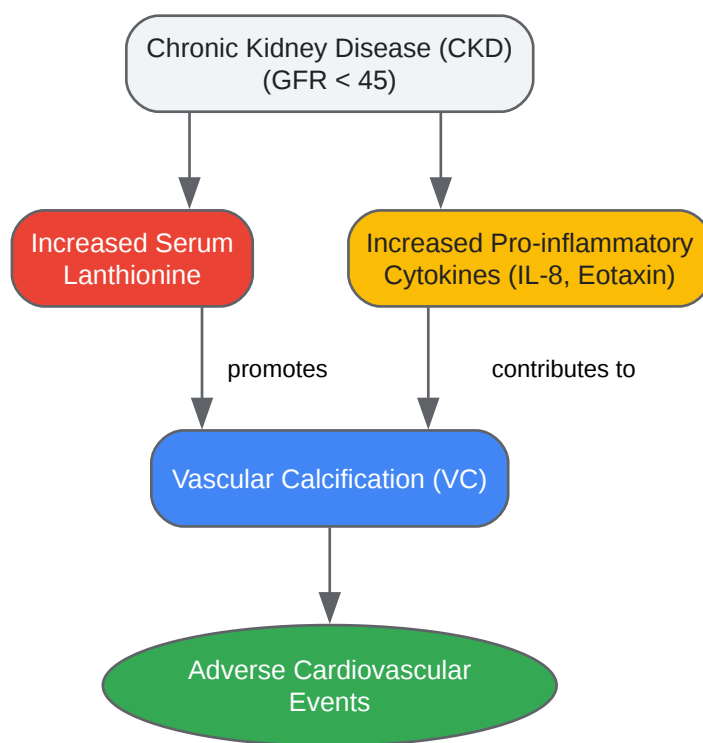 Chronic Kidney Disease (CKD)
(GFR < 45)
Increased Serum
Lanthionine
Increased Pro-inflammatory
Cytokines (IL-8, Eotaxin)
promotes
contributes to
Vascular Calcification (VC)
Adverse Cardiovascular
Events